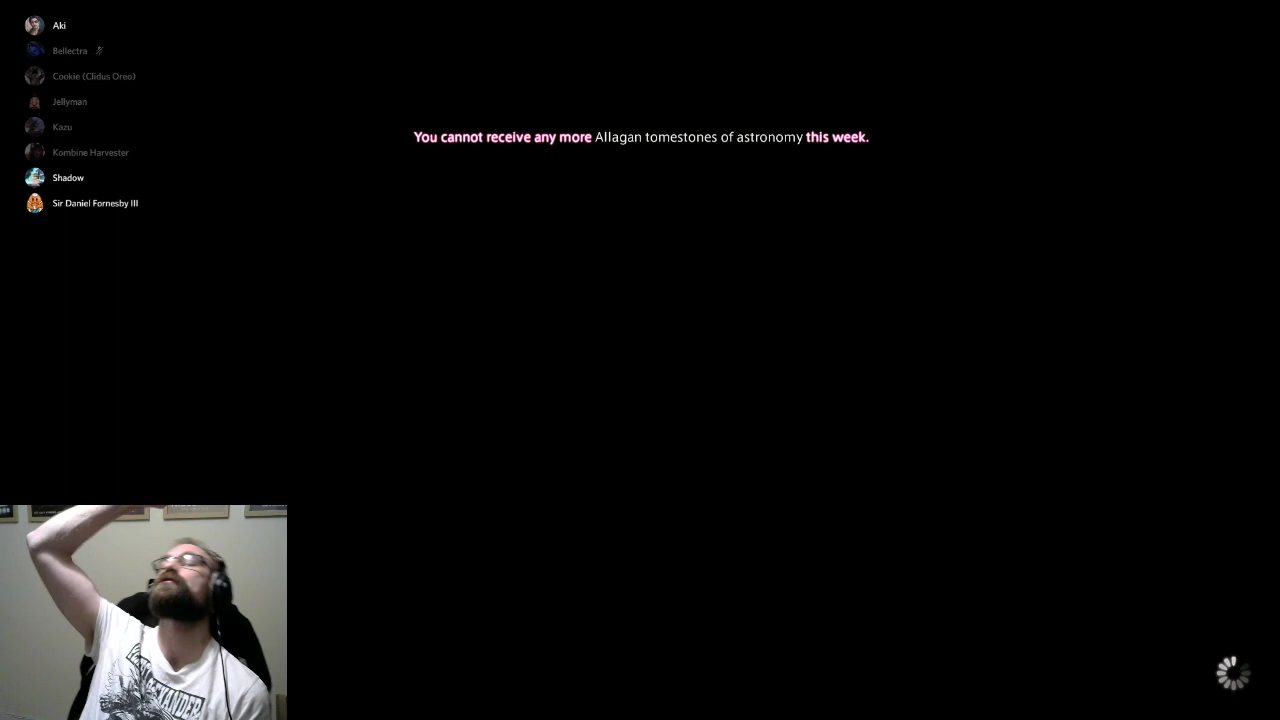 Aki
Bellectra
Cookie (Clidus Oreo)
Jellyman
Kazu
Kombine Harvester
Shadow
Sir Daniel Fornesby III
You cannot receive any more Allagan tomestones of astronomy this week.